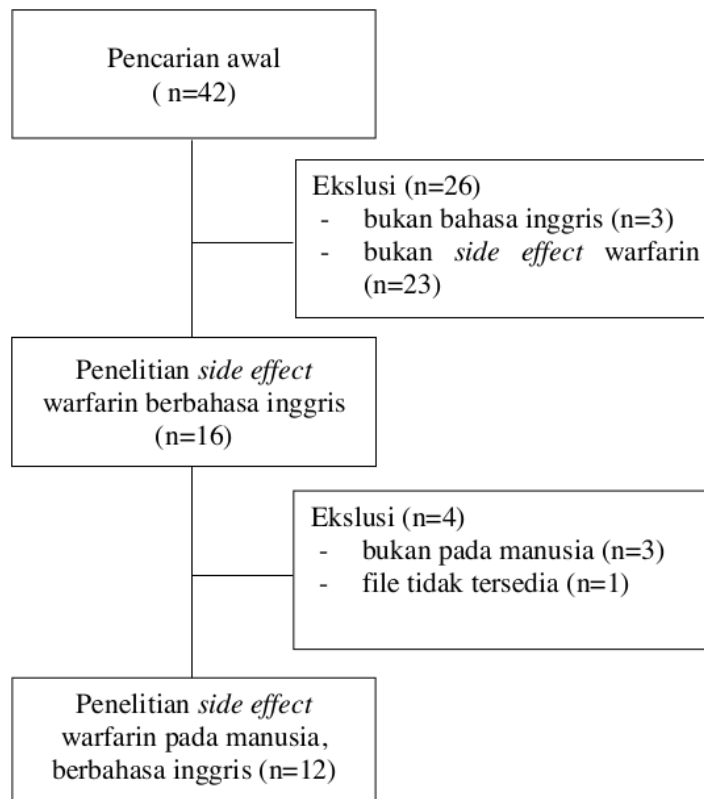 Pencarian awal
( n=42)
Ekslusi (n=26)
- bukan bahasa inggris (n=3)
- bukan side effect warfarin
(n=23)
Penelitian side effect
warfarin berbahasa inggris
(n=16)
Ekslusi (n=4)
- bukan pada manusia (n=3)
- file tidak tersedia (n=1)
Penelitian side effect
warfarin pada manusia,
berbahasa inggris (n=12)